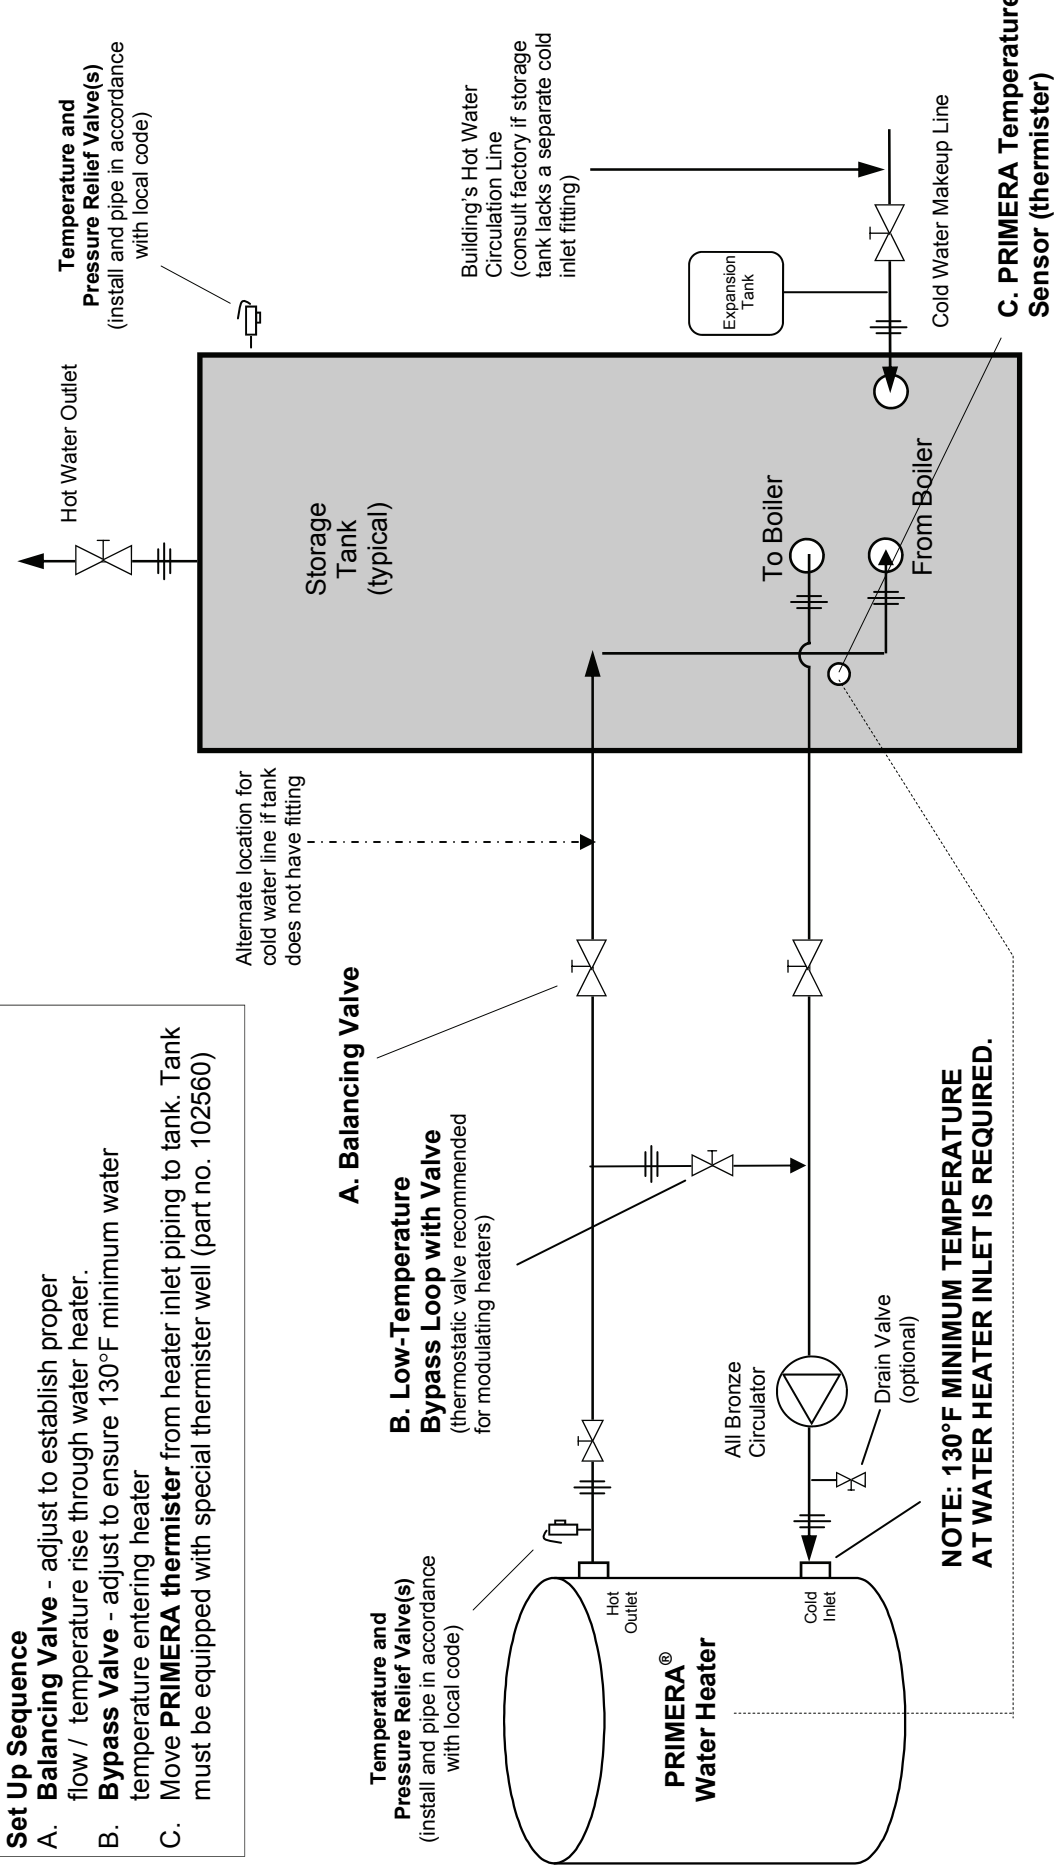 Set Up Sequence
A. Balancing Valve - adjust to establish proper
flow / temperature rise through water heater.
B. Bypass Valve - adjust to ensure 130°F minimum water
temperature entering heater
C. Move PRIMERA thermister from heater inlet piping to tank. Tank
must be equipped with special thermister well (part no. 102560)
Hot Water Outlet
Temperature and
Pressure Relief Valve(s)
(install and pipe in accordance
with local code)
Alternate location for
cold water line if tank
does not have fitting
Storage
Tank
(typical)
A. Balancing Valve
B. Low-Temperature
Bypass Loop with Valve
(thermostatic valve recommended
for modulating heaters)
Building's Hot Water
Circulation Line
(consult factory if storage
tank lacks a separate cold
inlet fitting)
Temperature and
Pressure Relief Valve(s)
(install and pipe in accordance
with local code)
Hot
Outlet
All Bronze
Circulator
To Boiler
Expansion
Tank
PRIMERA®
Water Heater
Cold
Inlet
Drain Valve
(optional)
From Boiler
Cold Water Makeup Line
NOTE: 130°F MINIMUM TEMPERATURE
AT WATER HEATER INLET IS REQUIRED.
C. PRIMERA Temperature
Sensor (thermister)